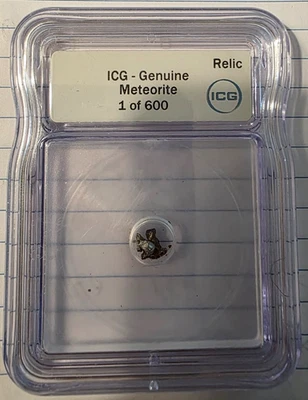 Relic
ICG - Genuine
Meteorite
1 of 600
ICG